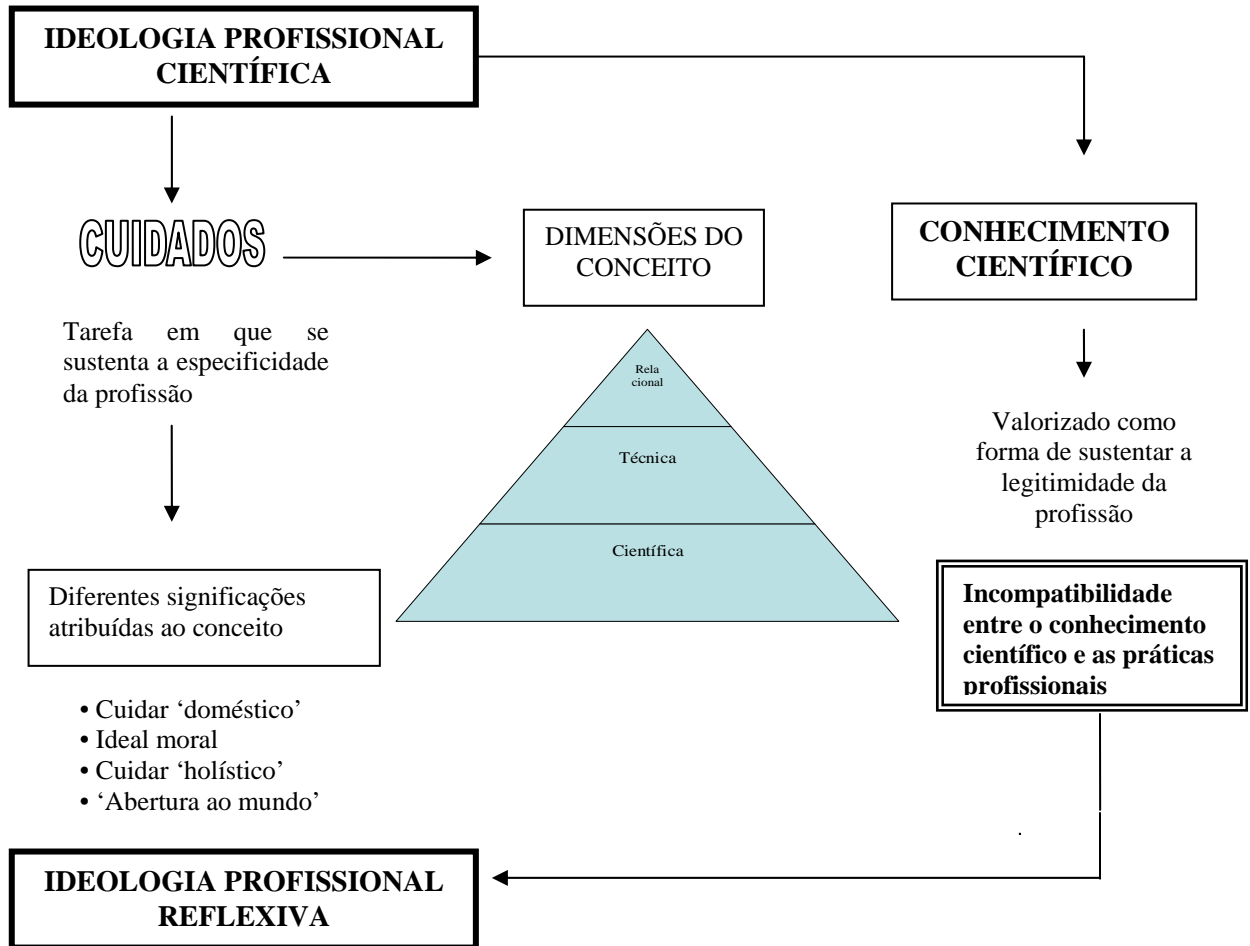 IDEOLOGIA PROFISSIONAL
CIENTÍFICA
CUIDADOS
Tarefa em que se
sustenta a especificidade
da profissão
Diferentes significações
atribuídas ao conceito
• Cuidar ‘doméstico’
• Ideal moral
• Cuidar ‘holístico’
• ‘Abertura ao mundo’
DIMENSÕES DO
CONCEITO
Rela
cional
Técnica
Científica
CONHECIMENTO
CIENTÍFICO
Valorizado como
forma de sustentar a
legitimidade da
profissão
Incompatibilidade
entre o conhecimento
científico e as práticas
profissionais
.
IDEOLOGIA PROFISSIONAL
REFLEXIVA